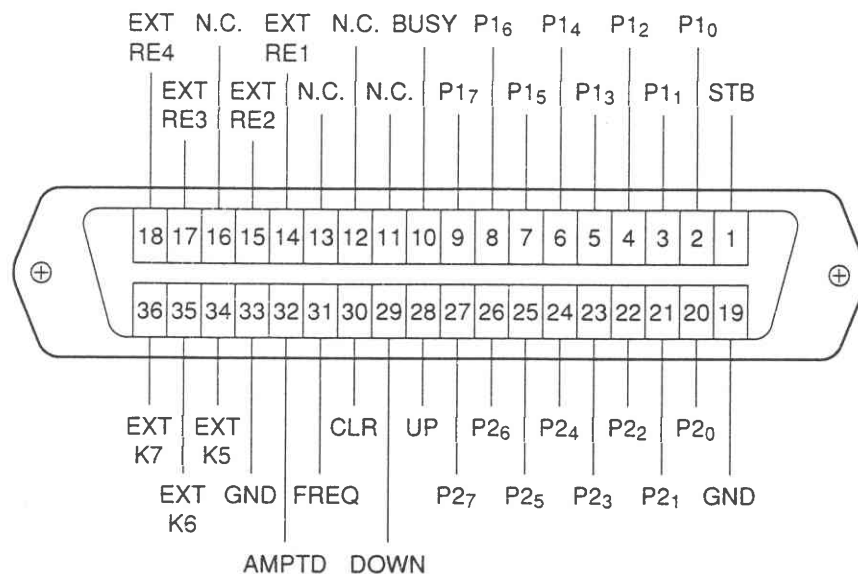 EXT N.C. EXT N.C. BUSY P1₆ P1₄ P1₂ P1₀
RE4 RE1
EXT EXT N.C. N.C. P1₇ P1₅ P1₃ P1₁ STB
RE3 RE2
18 17 16 15 14 13 12 11 10 9 8 7 6 5 4 3 2 1
36 35 34 33 32 31 30 29 28 27 26 25 24 23 22 21 20 19
EXT EXT CLR UP P2₆ P2₄ P2₂ P2₀
K7 K5
EXT GND FREQ P2₇ P2₅ P2₃ P2₁ GND
K6
AMPTD DOWN